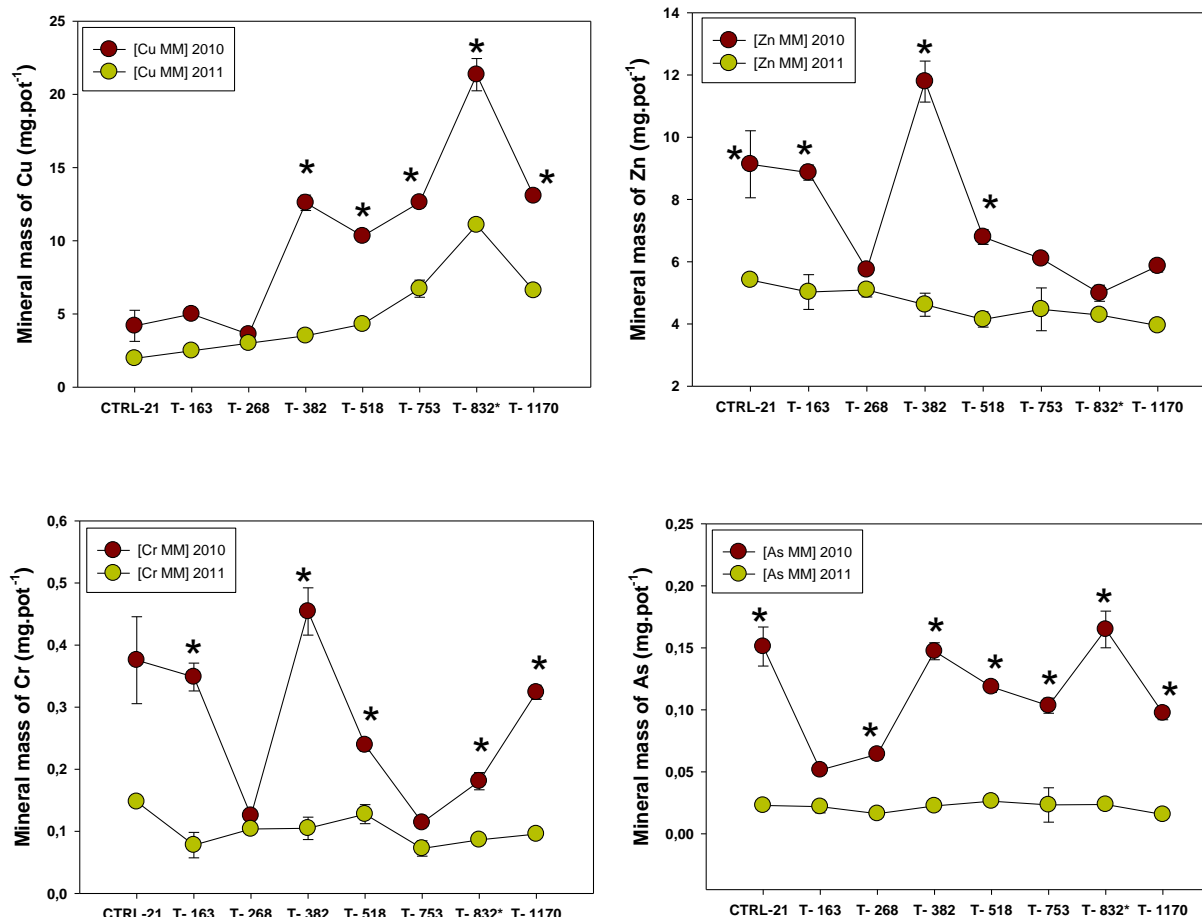 Mineral mass of Cu (mg.pot⁻¹)
25
20
15
10
5
0
[Cu MM] 2010
[Cu MM] 2011
*
*
*
*
*
CTRL-21 T- 163 T- 268 T- 382 T- 518 T- 753 T- 832* T- 1170
Mineral mass of Zn (mg.pot⁻¹)
14
12
10
8
6
4
2
[Zn MM] 2010
[Zn MM] 2011
*
*
*
*
CTRL-21 T- 163 T- 268 T- 382 T- 518 T- 753 T- 832* T- 1170
Mineral mass of Cr (mg.pot⁻¹)
0,6
0,5
0,4
0,3
0,2
0,1
0,0
[Cr MM] 2010
[Cr MM] 2011
*
*
*
*
*
CTRL-21 T- 163 T- 268 T- 382 T- 518 T- 753 T- 832* T- 1170
Mineral mass of As (mg.pot⁻¹)
0,25
0,20
0,15
0,10
0,05
0,00
[As MM] 2010
[As MM] 2011
*
*
*
*
*
*
*
CTRL-21 T- 163 T- 268 T- 382 T- 518 T- 753 T- 832* T- 1170